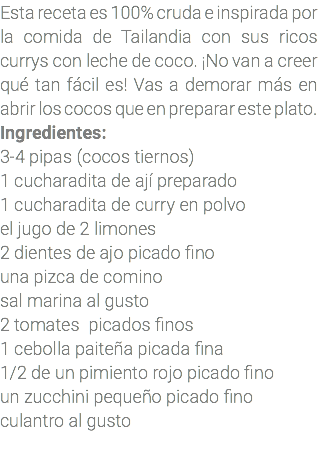 Esta receta es 100% cruda e inspirada por
la comida de Tailandia con sus ricos
currys con leche de coco. ¡No van a creer
qué tan fácil es! Vas a demorar más en
abrir los cocos que en preparar este plato.
Ingredientes:
3-4 pipas (cocos tiernos)
1 cucharadita de ají preparado
1 cucharadita de curry en polvo
el jugo de 2 limones
2 dientes de ajo picado fino
una pizca de comino
sal marina al gusto
2 tomates  picados finos
1 cebolla paiteña picada fina
1/2 de un pimiento rojo picado fino
un zucchini pequeño picado fino
culantro al gusto